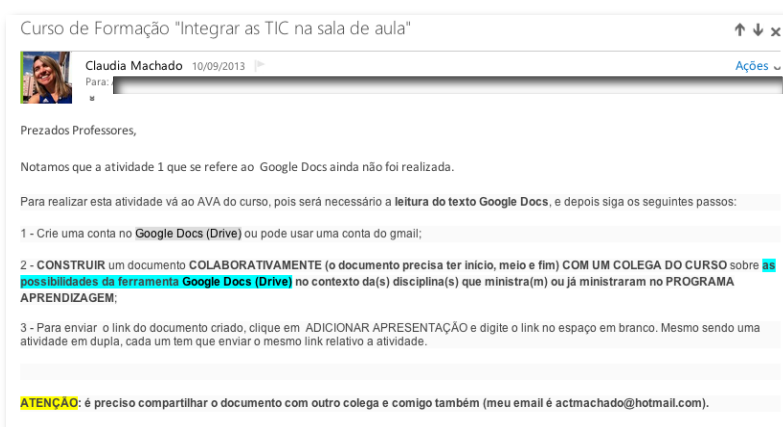 Curso de Formação "Integrar as TIC na sala de aula"
Claudia Machado 10/09/2013
Ações
Para:
Prezados Professores,
Notamos que a atividade 1 que se refere ao Google Docs ainda não foi realizada.
Para realizar esta atividade vá ao AVA do curso, pois será necessário a leitura do texto Google Docs, e depois siga os seguintes passos:
1 - Crie uma conta no Google Docs (Drive) ou pode usar uma conta do gmail;
2 - CONSTRUIR um documento COLABORATIVAMENTE (o documento precisa ter início, meio e fim) COM UM COLEGA DO CURSO sobre as
possibilidades da ferramenta Google Docs (Drive) no contexto da(s) disciplina(s) que ministra(m) ou já ministraram no PROGRAMA
APRENDIZAGEM;
3 - Para enviar o link do documento criado, clique em ADICIONAR APRESENTAÇÃO e digite o link no espaço em branco. Mesmo sendo uma
atividade em dupla, cada um tem que enviar o mesmo link relativo a atividade.
ATENÇÃO: é preciso compartilhar o documento com outro colega e comigo também (meu email é actmachado@hotmail.com).